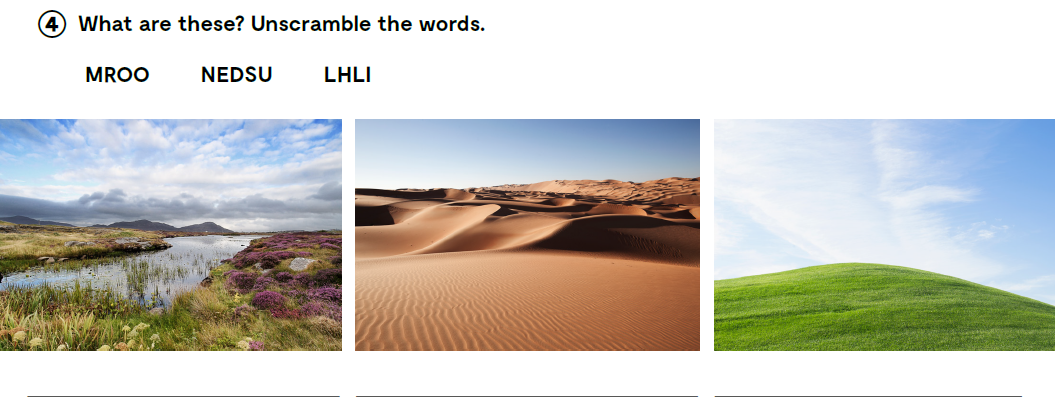 4 What are these? Unscramble the words.
MROO NEDSU LHLI